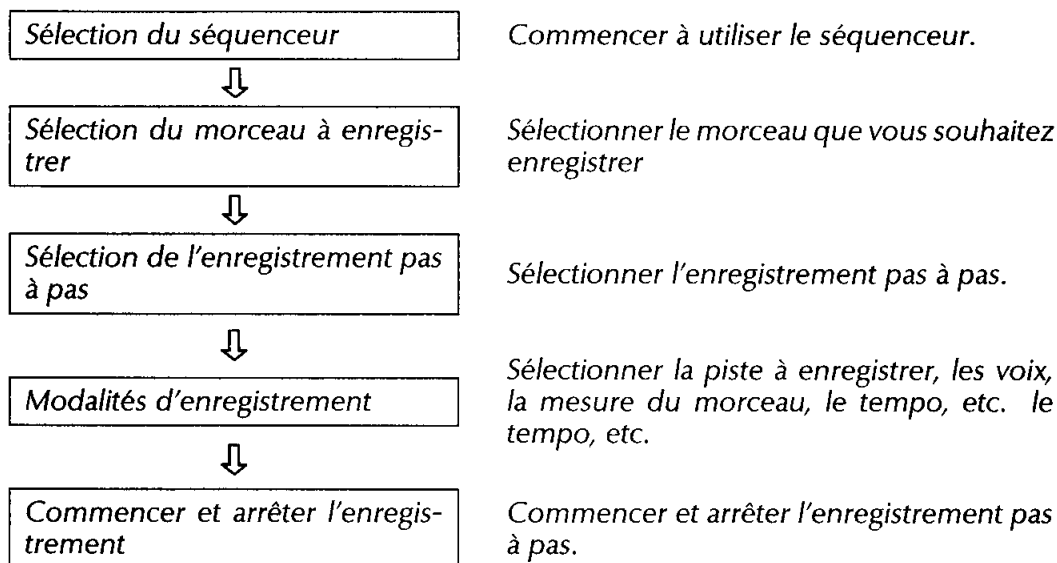 Sélection du séquenceur
Commencer à utiliser le séquenceur.
Sélection du morceau à enregis-
trer
Sélectionner le morceau que vous souhaitez
enregistrer
Sélection de l'enregistrement pas
à pas
Sélectionner l'enregistrement pas à pas.
Modalités d'enregistrement
Sélectionner la piste à enregistrer, les voix,
la mesure du morceau, le tempo, etc. le
tempo, etc.
Commencer et arrêter l'enregis-
trement
Commencer et arrêter l'enregistrement pas
à pas.